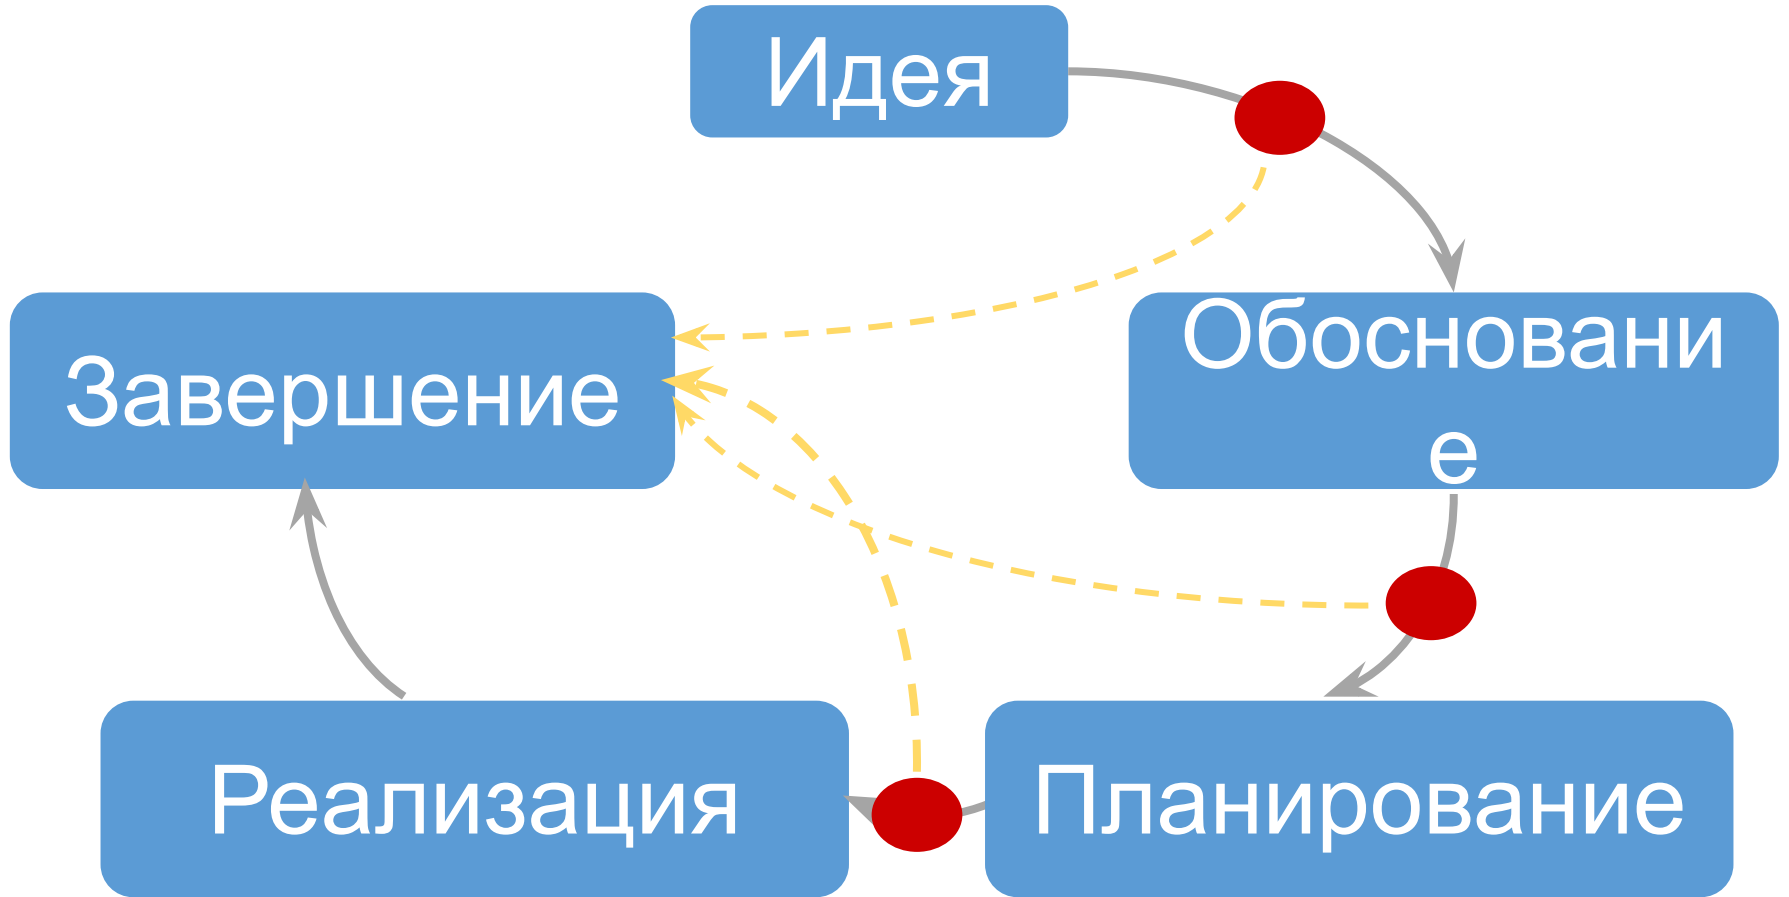 Идея
Завершение
Обосновани
е
Реализация
Планирование